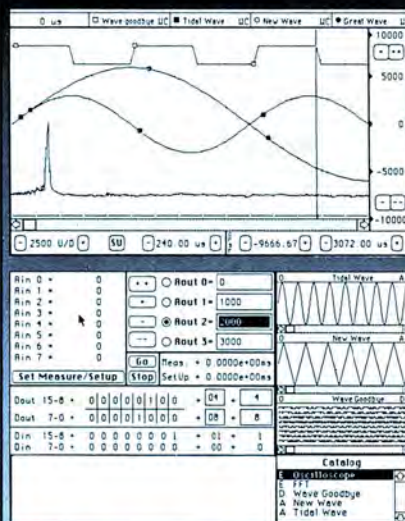 0 us □ Wave goodbye UC ■ Tidal Wave UC ○ New Wave UC ● Great Wave U
10000
5000
0
-5000
-10000
- 2500 U/D + SU - 240.00 us + - -9666.67 + - 3072.00 us +
Ain 0 = 0
Ain 1 = 0
Ain 2 = 0
Ain 3 = 0
Ain 4 = 0
Ain 5 = 0
Ain 6 = 0
Ain 7 = 0
Set Measure/Setup
++ ○ Aout 0= 0
+ ○ Aout 1= 1000
- ◉ Aout 2= 2000
-- ○ Aout 3= 3000
Go Meas. = 0.0000e+00ns
Stop SetUp = 0.0000e+00ns
Dout 15-8 = 0 0 0 0 0 1 0 0 = 04 = 4
Dout 7-0 = 0 0 0 0 1 0 0 0 = 08 = 8
Din 15-8 = 0 0 0 0 0 0 0 1 = 01 = 1
Din 7-0 = 0 0 0 0 0 0 0 0 = 00 = 0
0 Tidal Wave A
0 New Wave A
0 Wave Goodbye D
Catalog
E Oscilloscope
E FFT
D Wave Goodbye
A New Wave
A Tidal Wave